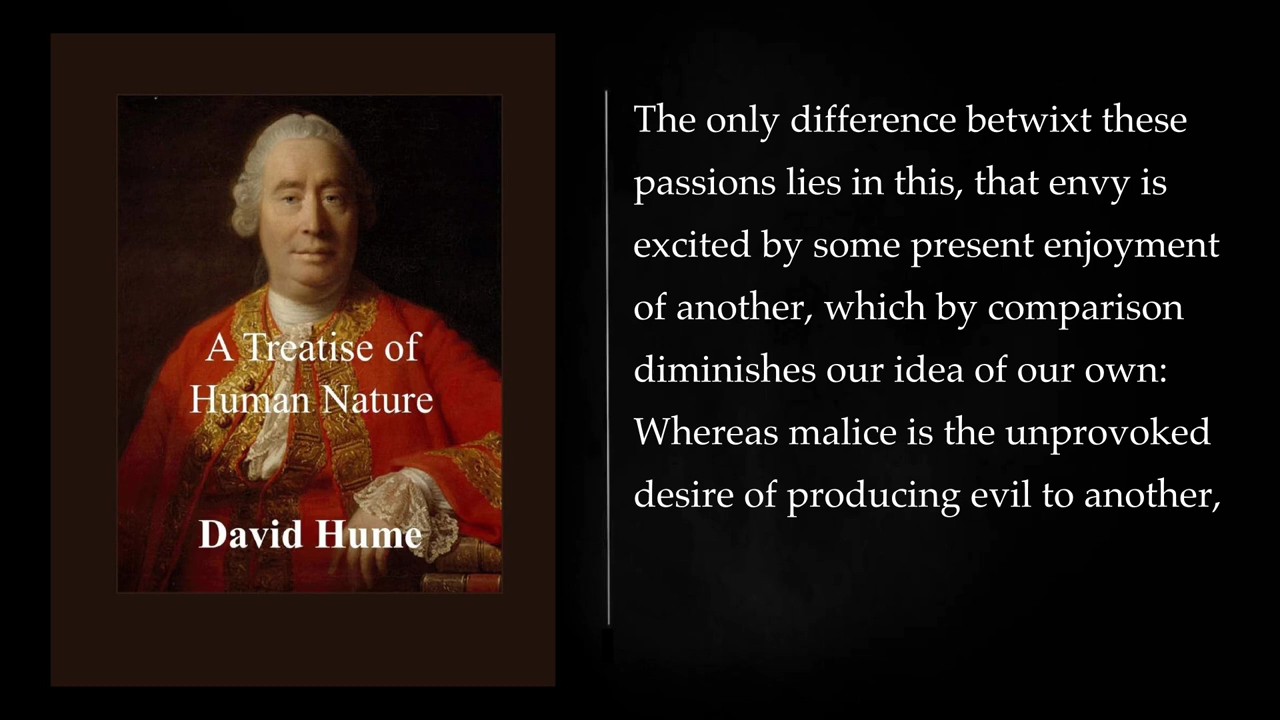 A Treatise of
Human Nature
David Hume
The only difference betwixt these
passions lies in this, that envy is
excited by some present enjoyment
of another, which by comparison
diminishes our idea of our own:
Whereas malice is the unprovoked
desire of producing evil to another,